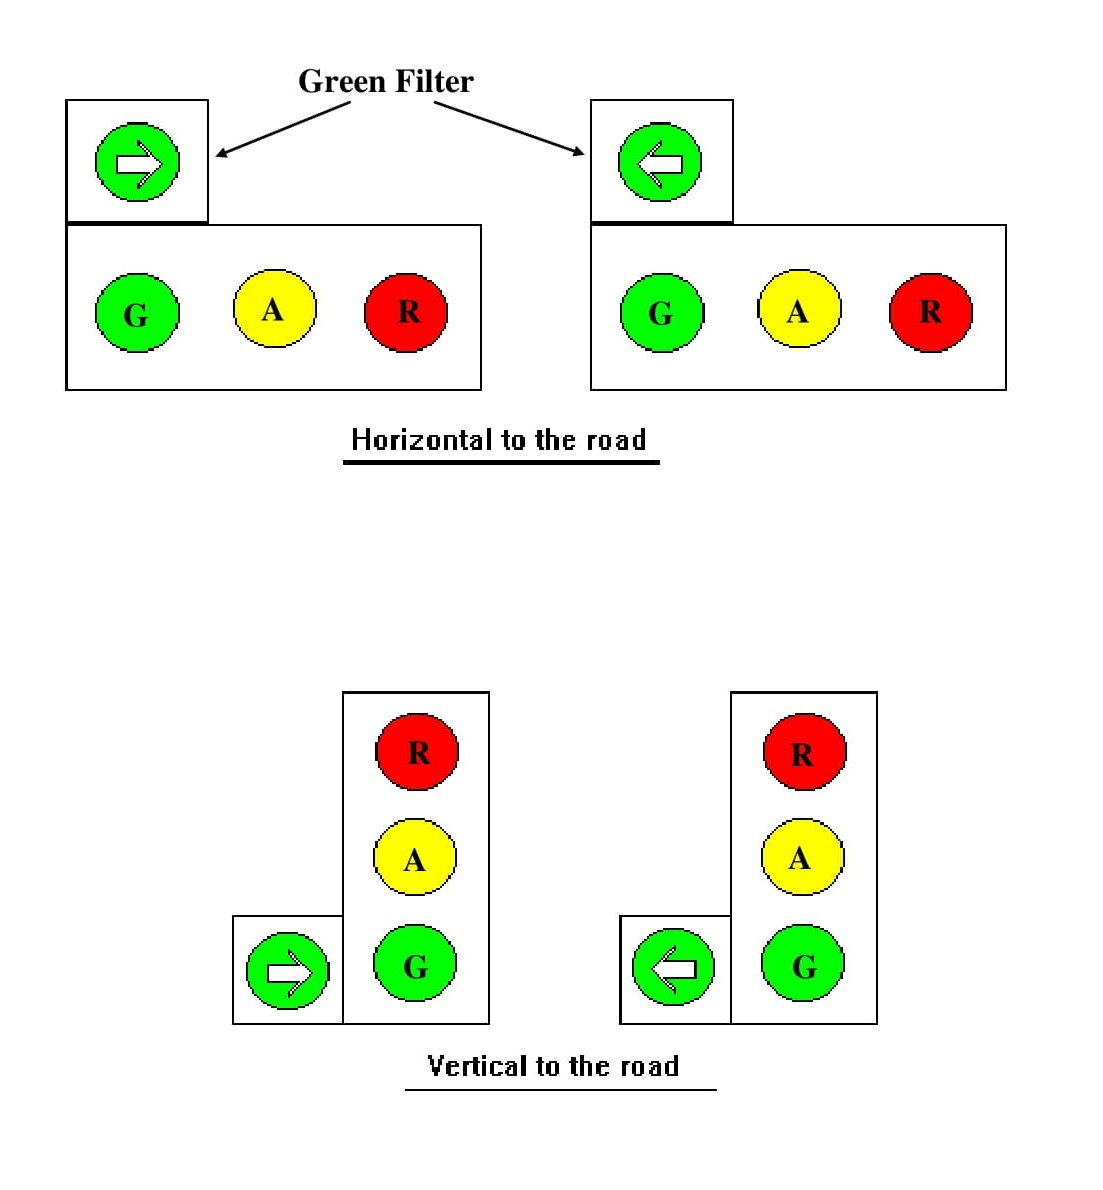 Green Filter
G A R
G A R
Horizontal to the road
R
A
G
R
A
G
Vertical to the road